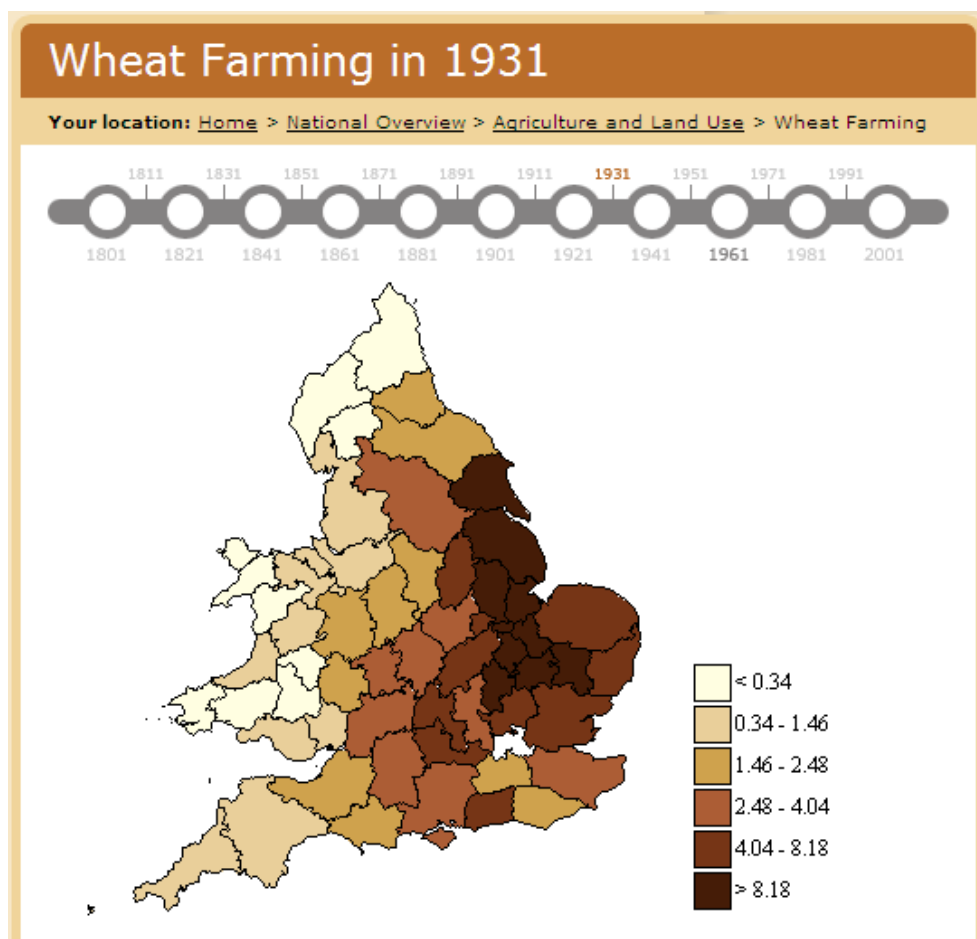 Wheat Farming in 1931
Your location: Home > National Overview > Agriculture and Land Use > Wheat Farming
1811 1831 1851 1871 1891 1911 1931 1951 1971 1991
1801 1821 1841 1861 1881 1901 1921 1941 1961 1981 2001
< 0.34
0.34 - 1.46
1.46 - 2.48
2.48 - 4.04
4.04 - 8.18
> 8.18